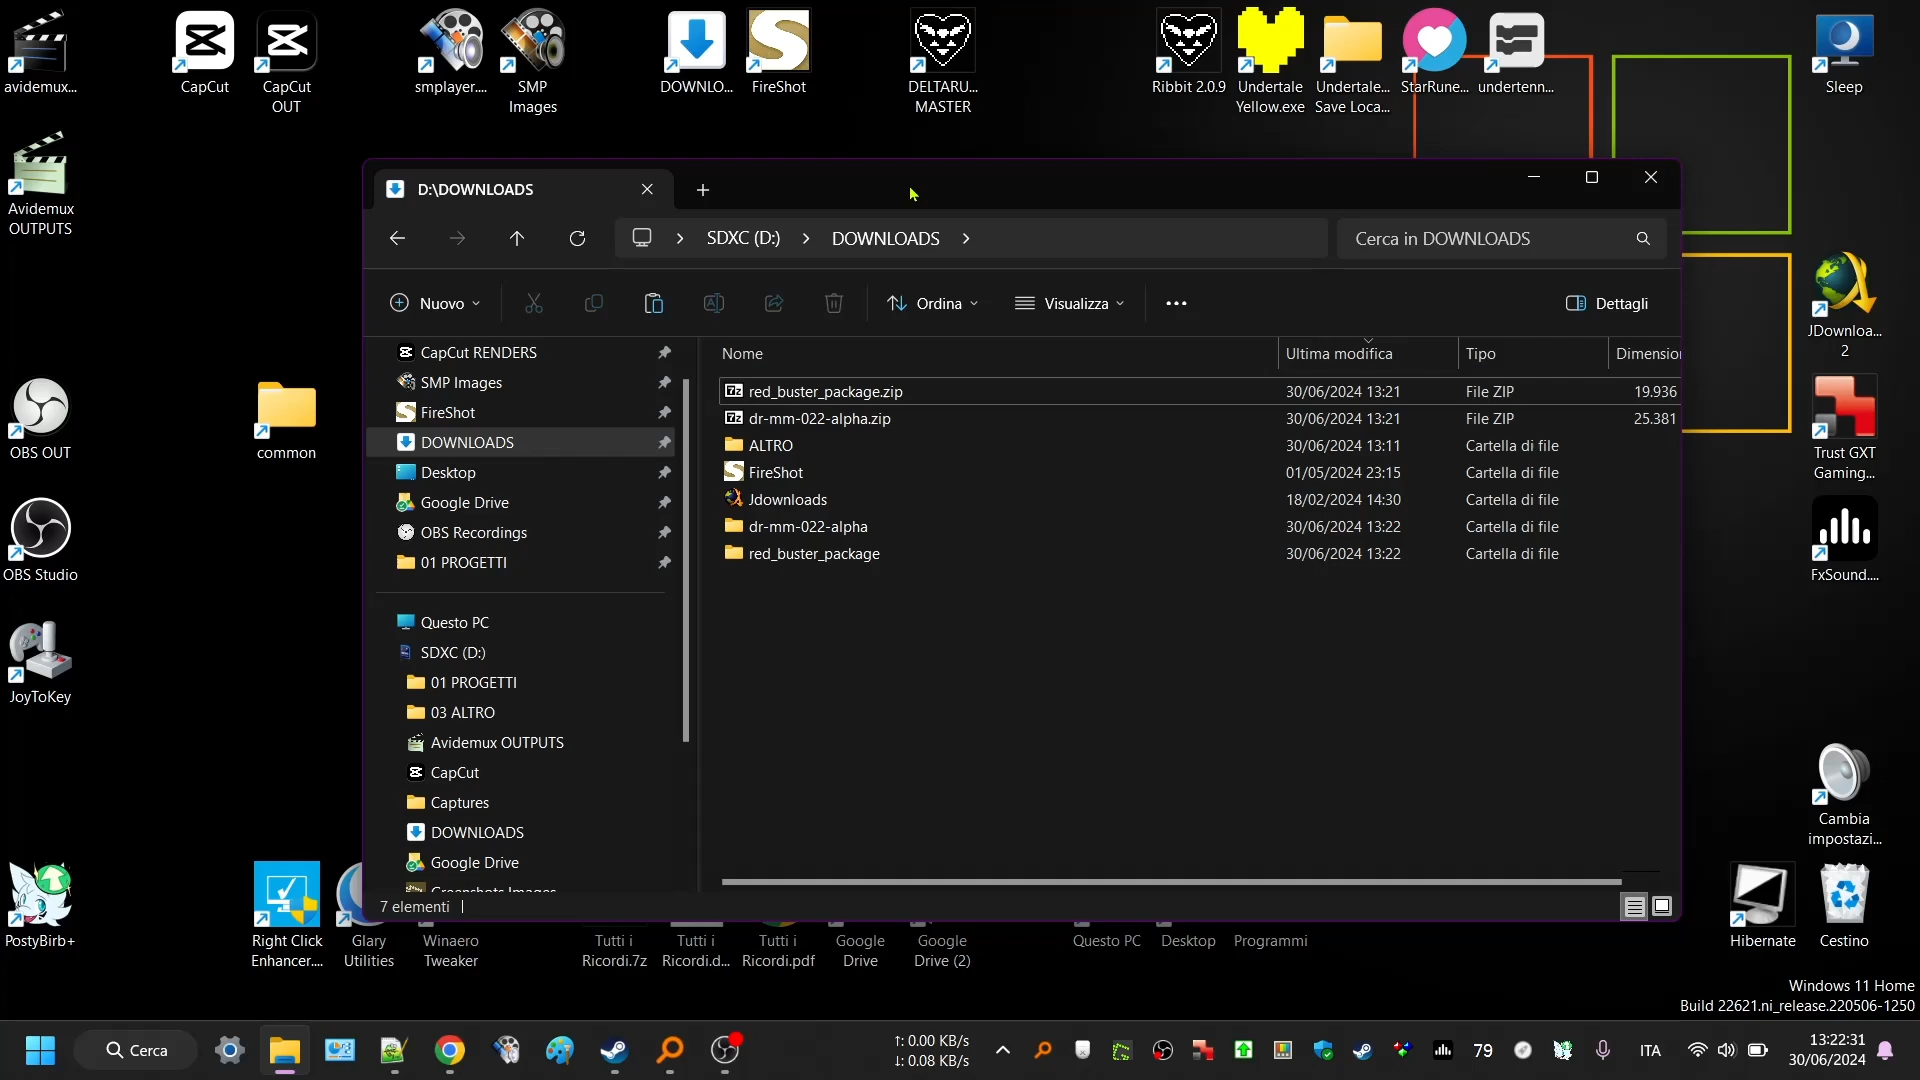 avidemux...
CapCut
CapCut
OUT
smplayer....
SMP
Images
DOWNLO...
FireShot
DELTARU...
MASTER
Ribbit 2.0.9
Undertale
Yellow.exe
Undertale...
Save Loca...
StarRune...
undertenn...
Sleep
Avidemux
OUTPUTS
D:\DOWNLOADS
SDXC (D:)
DOWNLOADS
Cerca in DOWNLOADS
Nuovo
Ordina
Visualizza
Dettagli
CapCut RENDERS
SMP Images
FireShot
DOWNLOADS
Desktop
Google Drive
OBS Recordings
01 PROGETTI
Questo PC
SDXC (D:)
01 PROGETTI
03 ALTRO
Avidemux OUTPUTS
CapCut
Captures
DOWNLOADS
Google Drive
Nome
Ultima modifica
Tipo
Dimensio
red_buster_package.zip 30/06/2024 13:21 File ZIP 19.936
dr-mm-022-alpha.zip 30/06/2024 13:21 File ZIP 25.381
ALTRO 30/06/2024 13:11 Cartella di file
FireShot 01/05/2024 23:15 Cartella di file
Jdownloads 18/02/2024 14:30 Cartella di file
dr-mm-022-alpha 30/06/2024 13:22 Cartella di file
red_buster_package 30/06/2024 13:22 Cartella di file
7 elementi
OBS OUT
common
OBS Studio
JoyToKey
JDownloa...
2
Trust GXT
Gaming...
FxSound....
Cambia
impostazi...
PostyBirb+
Right Click
Enhancer....
Glary
Utilities
Winaero
Tweaker
Tutti i
Ricordi.7z
Tutti i
Ricordi.d...
Tutti i
Ricordi.pdf
Google
Drive
Google
Drive (2)
Questo PC
Desktop
Programmi
Hibernate
Cestino
Windows 11 Home
Build 22621.ni_release.220506-1250
Cerca
↑: 0.00 KB/s
↓: 0.08 KB/s
79
ITA
13:22:31
30/06/2024